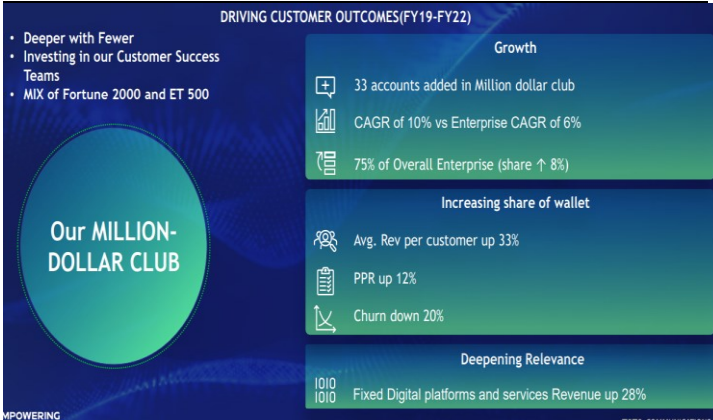 DRIVING CUSTOMER OUTCOMES(FY19-FY22)
• Deeper with Fewer
• Investing in our Customer Success
Teams
• MIX of Fortune 2000 and ET 500
Our MILLION-
DOLLAR CLUB
Growth
33 accounts added in Million dollar club
CAGR of 10% vs Enterprise CAGR of 6%
75% of Overall Enterprise (share ↑ 8%)
Increasing share of wallet
Avg. Rev per customer up 33%
PPR up 12%
Churn down 20%
Deepening Relevance
1010
1010
Fixed Digital platforms and services Revenue up 28%
MPOWERING